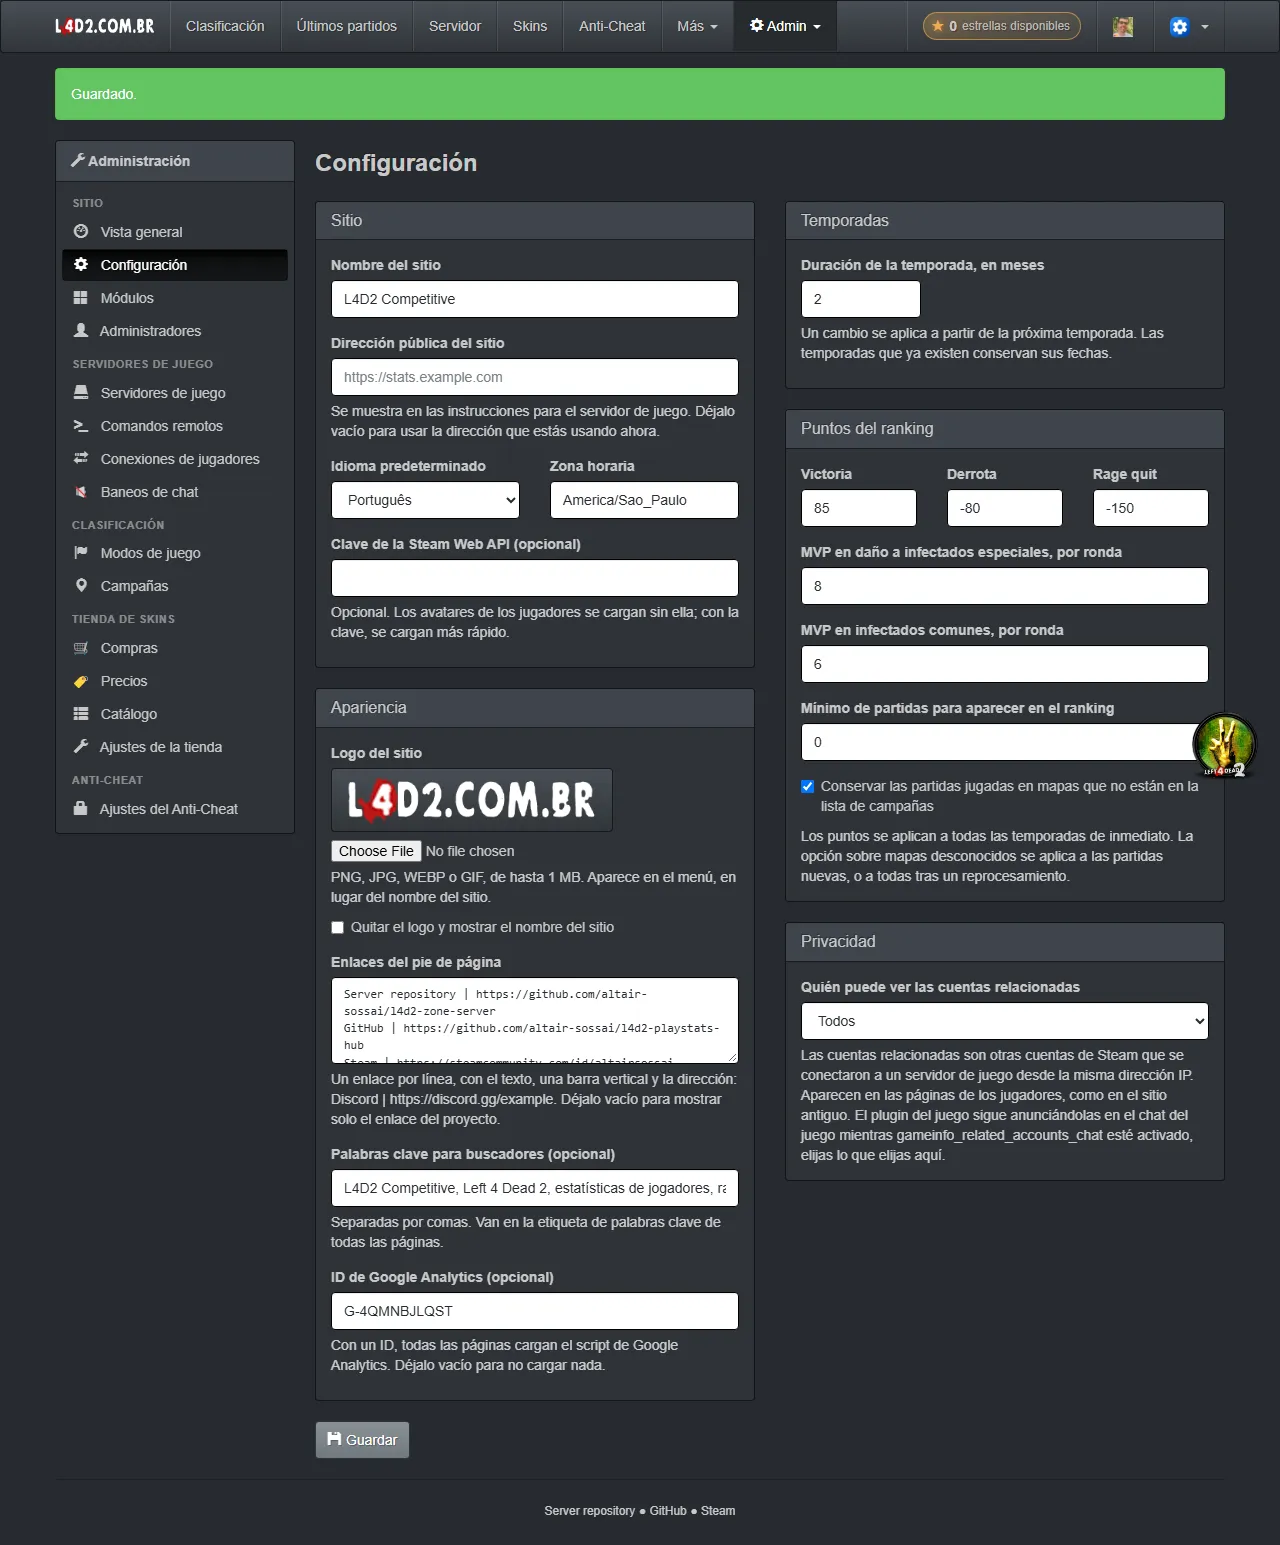 L4D2.COM.BR
Clasificación
Últimos partidos
Servidor
Skins
Anti-Cheat
Más
Admin
0 estrellas disponibles
Guardado.
Administración
SITIO
Vista general
Configuración
Módulos
Administradores
SERVIDORES DE JUEGO
Servidores de juego
Comandos remotos
Conexiones de jugadores
Baneos de chat
CLASIFICACIÓN
Modos de juego
Campañas
TIENDA DE SKINS
Compras
Precios
Catálogo
Ajustes de la tienda
ANTI-CHEAT
Ajustes del Anti-Cheat
Configuración
Sitio
Nombre del sitio
L4D2 Competitive
Dirección pública del sitio
https://stats.example.com
Se muestra en las instrucciones para el servidor de juego. Déjalo
vacío para usar la dirección que estás usando ahora.
Idioma predeterminado
Zona horaria
Português
America/Sao_Paulo
Clave de la Steam Web API (opcional)
Opcional. Los avatares de los jugadores se cargan sin ella; con la
clave, se cargan más rápido.
Apariencia
Logo del sitio
L4D2.COM.BR
Choose File No file chosen
PNG, JPG, WEBP o GIF, de hasta 1 MB. Aparece en el menú, en
lugar del nombre del sitio.
Quitar el logo y mostrar el nombre del sitio
Enlaces del pie de página
Server repository | https://github.com/altair-
sossai/l4d2-zone-server
GitHub | https://github.com/altair-sossai/l4d2-playstats-
hub
Steam | https://steamcommunity.com/id/altairsossai
Un enlace por línea, con el texto, una barra vertical y la dirección:
Discord | https://discord.gg/example. Déjalo vacío para mostrar
solo el enlace del proyecto.
Palabras clave para buscadores (opcional)
L4D2 Competitive, Left 4 Dead 2, estatísticas de jogadores, ra
Separadas por comas. Van en la etiqueta de palabras clave de
todas las páginas.
ID de Google Analytics (opcional)
G-4QMNBJLQST
Con un ID, todas las páginas cargan el script de Google
Analytics. Déjalo vacío para no cargar nada.
Guardar
Temporadas
Duración de la temporada, en meses
2
Un cambio se aplica a partir de la próxima temporada. Las
temporadas que ya existen conservan sus fechas.
Puntos del ranking
Victoria
Derrota
Rage quit
85
-80
-150
MVP en daño a infectados especiales, por ronda
8
MVP en infectados comunes, por ronda
6
Mínimo de partidas para aparecer en el ranking
0
LEFT 4 DEAD 2
Conservar las partidas jugadas en mapas que no están en la
lista de campañas
Los puntos se aplican a todas las temporadas de inmediato. La
opción sobre mapas desconocidos se aplica a las partidas
nuevas, o a todas tras un reprocesamiento.
Privacidad
Quién puede ver las cuentas relacionadas
Todos
Las cuentas relacionadas son otras cuentas de Steam que se
conectaron a un servidor de juego desde la misma dirección IP.
Aparecen en las páginas de los jugadores, como en el sitio
antiguo. El plugin del juego sigue anunciándolas en el chat del
juego mientras gameinfo_related_accounts_chat esté activado,
elijas lo que elijas aquí.
Server repository ● GitHub ● Steam